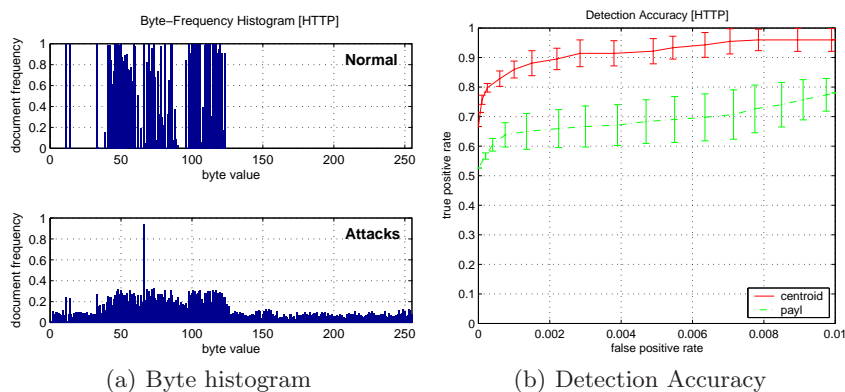 Byte−Frequency Histogram [HTTP]
1
0.8
0.6
0.4
0.2
0
document frequency
Normal
0 50 100 150 200 250
byte value
1
0.8
0.6
0.4
0.2
0
document frequency
Attacks
0 50 100 150 200 250
byte value
(a) Byte histogram
Detection Accuracy [HTTP]
1
0.9
0.8
0.7
0.6
0.5
0.4
0.3
0.2
0.1
0
true positive rate
centroid
payl
0 0.002 0.004 0.006 0.008 0.01
false positive rate
(b) Detection Accuracy